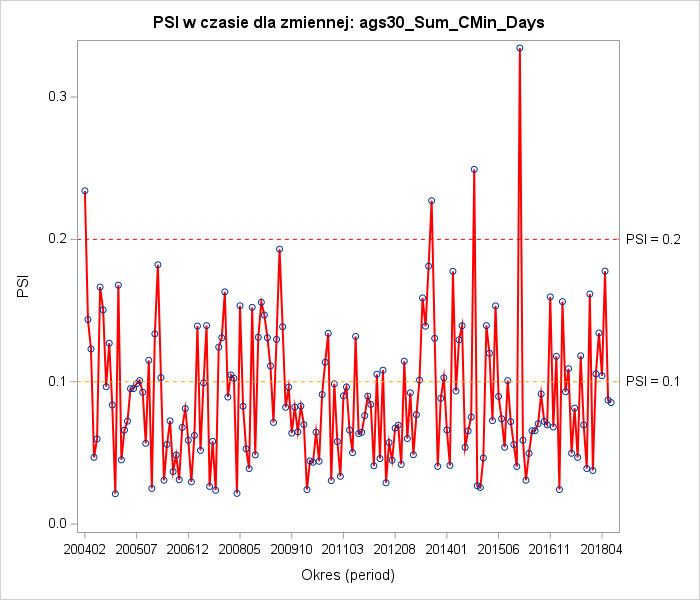 PSI w czasie dla zmiennej: ags30_Sum_CMin_Days
PSI
0.3
0.2
0.1
0.0
PSI = 0.2
PSI = 0.1
200402 200507 200612 200805 200910 201103 201208 201401 201506 201611 201804
Okres (period)